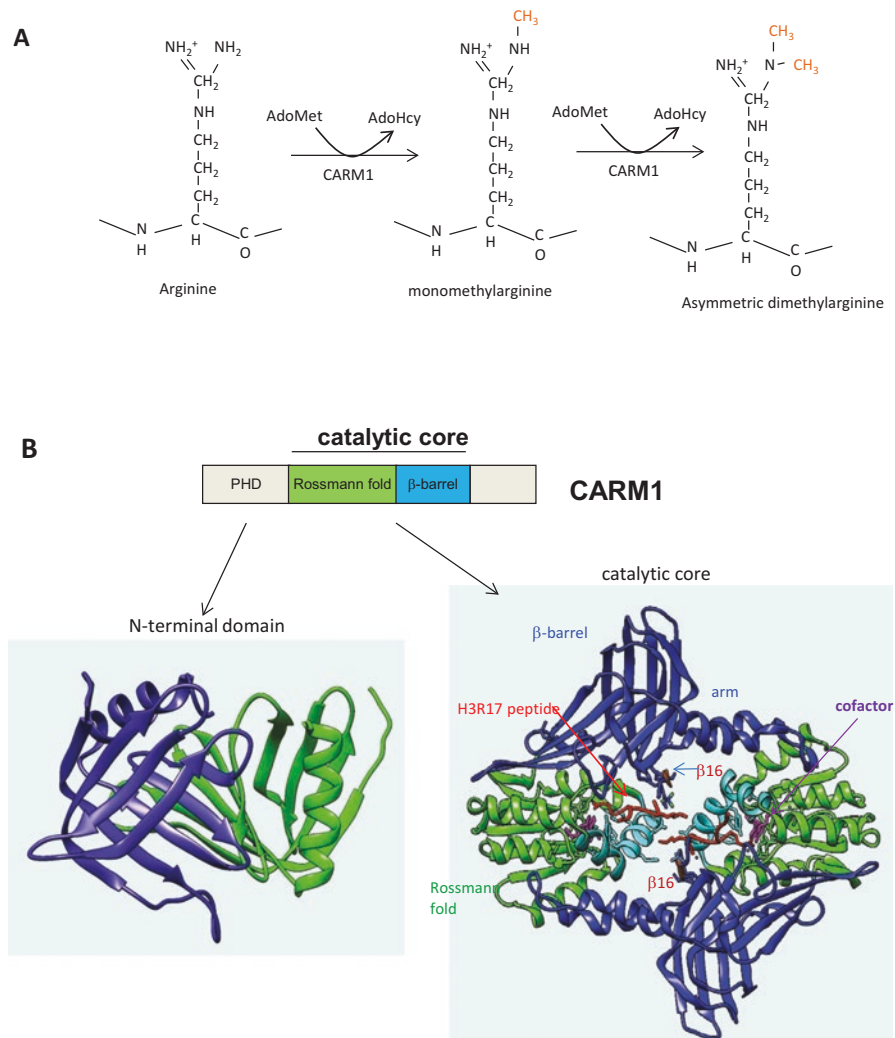 A
CH3
CH3
NH2+ NH2
NH2+ NH
NH2+ N CH3
CH2
CH2
CH2
NH
NH
NH
AdoMet AdoHcy
AdoMet AdoHcy
CH2
CH2
CH2
CH2
CH2
CH2
CH2
CH2
CH2
CARM1
CARM1
N H C H C O
N H C H C O
N H C H C O
Arginine
monomethylarginine
Asymmetric dimethylarginine
B
catalytic core
PHD Rossmann fold β-barrel
CARM1
N-terminal domain
catalytic core
β-barrel
arm
H3R17 peptide
cofactor
β16
β16
Rossmann
fold